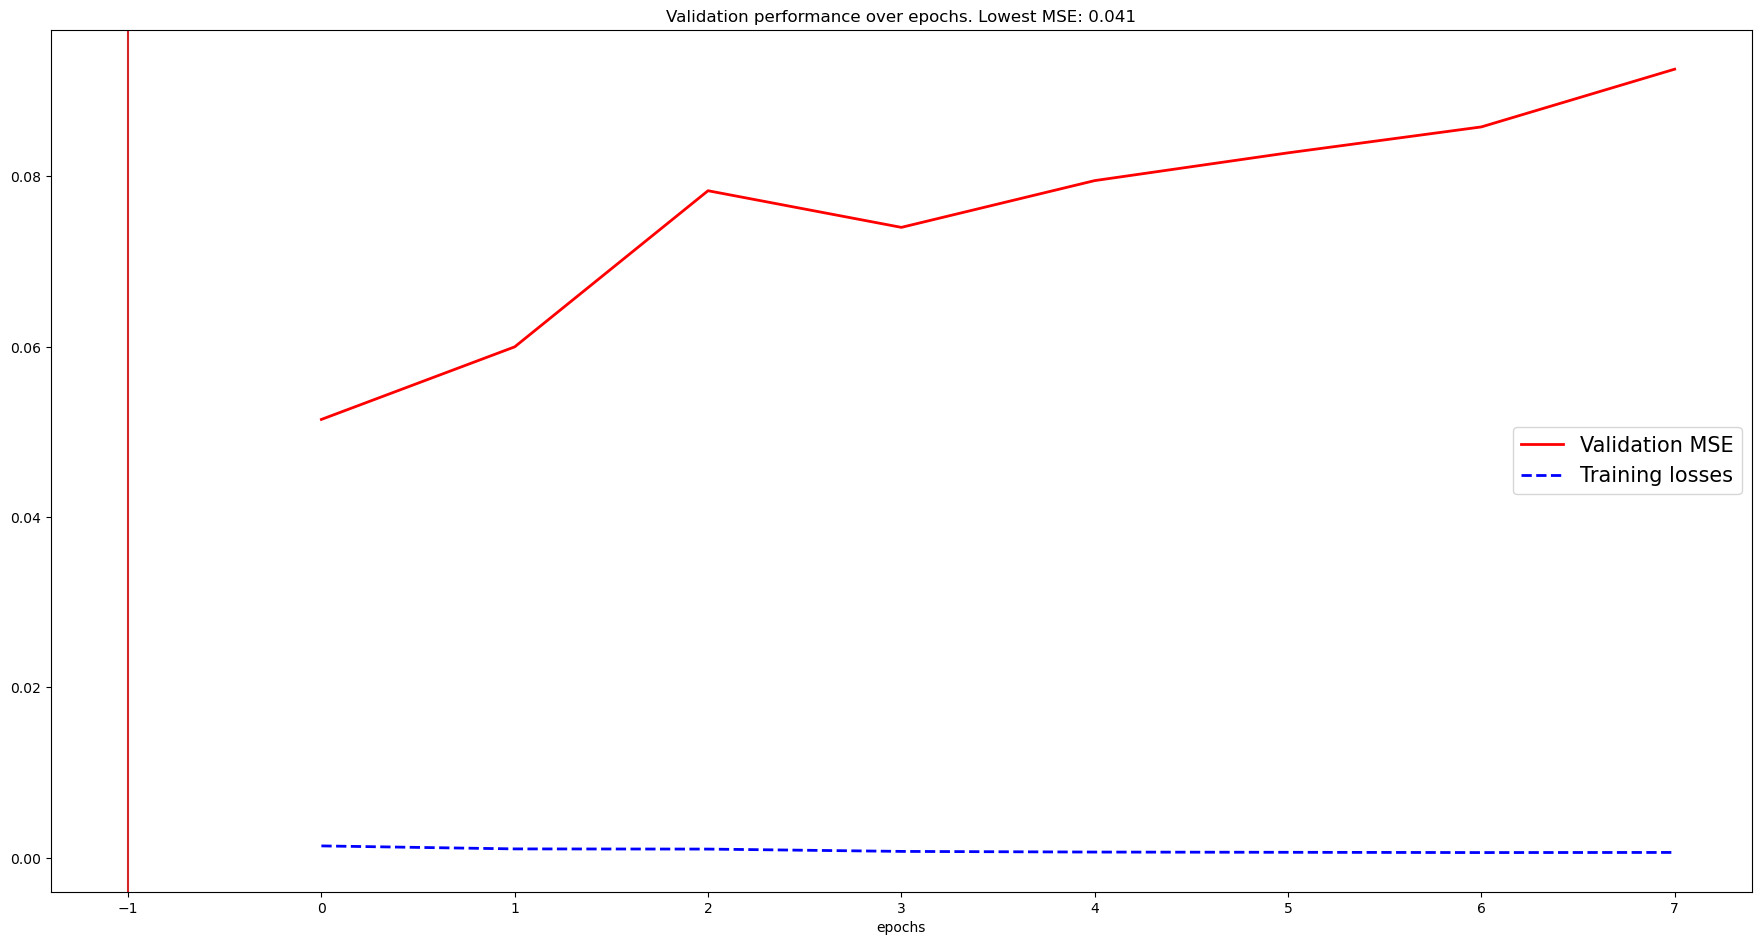 Validation performance over epochs. Lowest MSE: 0.041
0.08
0.06
0.04
0.02
0.00
Validation MSE
Training losses
−1 0 1 2 3 4 5 6 7
epochs